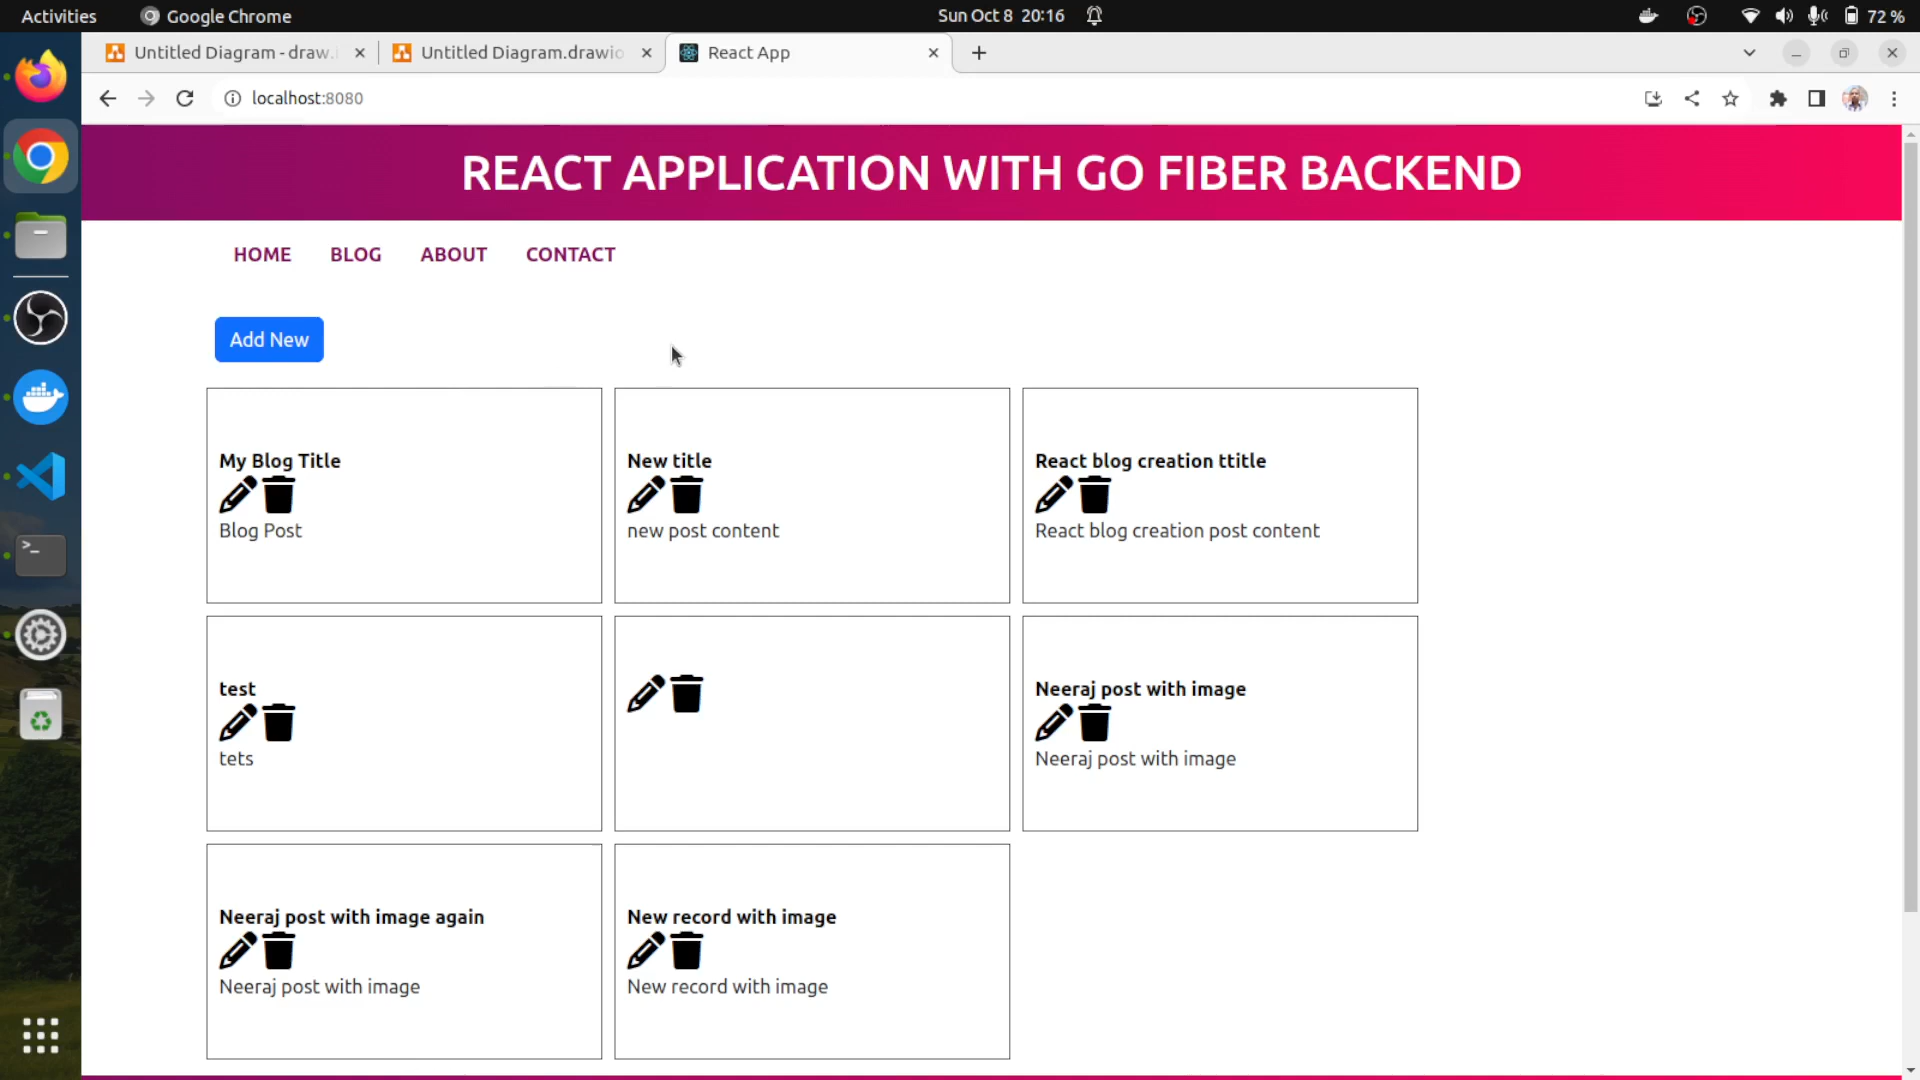 Activities
Google Chrome
Sun Oct 8 20:16
72 %
Untitled Diagram - draw.i
Untitled Diagram.drawio
React App
localhost:8080
REACT APPLICATION WITH GO FIBER BACKEND
HOME BLOG ABOUT CONTACT
Add New
My Blog Title
Blog Post
New title
new post content
React blog creation ttitle
React blog creation post content
test
tets
Neeraj post with image
Neeraj post with image
Neeraj post with image again
Neeraj post with image
New record with image
New record with image